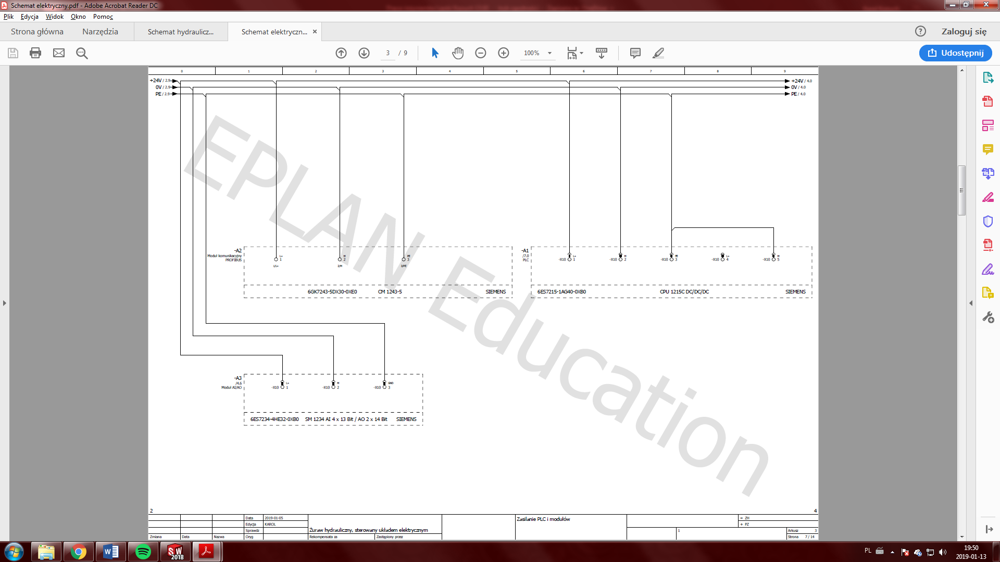 Schemat elektryczny.pdf - Adobe Acrobat Reader DC
Plik Edycja Widok Okno Pomoc
Strona główna Narzędzia Schemat hydraulicz... Schemat elektryczn... Zaloguj się
3 / 9 100% Udostępnij
0 1 2 3 4 5 6 7 8 9
+24V / 2.9 +24V / 4.0
0V / 2.9 0V / 4.0
PE / 2.9 PE / 4.0
EPLAN Education
-A2
Moduł komunikacyjny
PROFIBUS
L+
1
1/L+
M
2
2/M
PE
3
3/PE
6GK7243-5DX30-0XE0 CM 1243-5 SIEMENS
-A1
/7.0
PLC
-X10 L+ 1
-X10 M 2
-X10 PE 3
-X10 L+ 4
-X10 M 5
6ES7215-1AG40-0XB0 CPU 1215C DC/DC/DC SIEMENS
-A3
/4.6
Moduł AI/AO
-X10 L+ 1
-X10 M 2
-X10 GND 3
6ES7234-4HE32-0XB0 SM 1234 AI 4 x 13 Bit / AO 2 x 14 Bit SIEMENS
2 4
Data 2019-01-05 Zasilanie PLC i modułów = ZH
Edycja KAROL + PZ
Sprawdz Żuraw hydrauliczny, sterowany układem elektrycznym 1 Arkusz 3
Zmiana Data Nazwa Oryg Rekompensata za Zastąpiony przez Strona 7 / 14
SW 2018
PL 19:50
2019-01-13